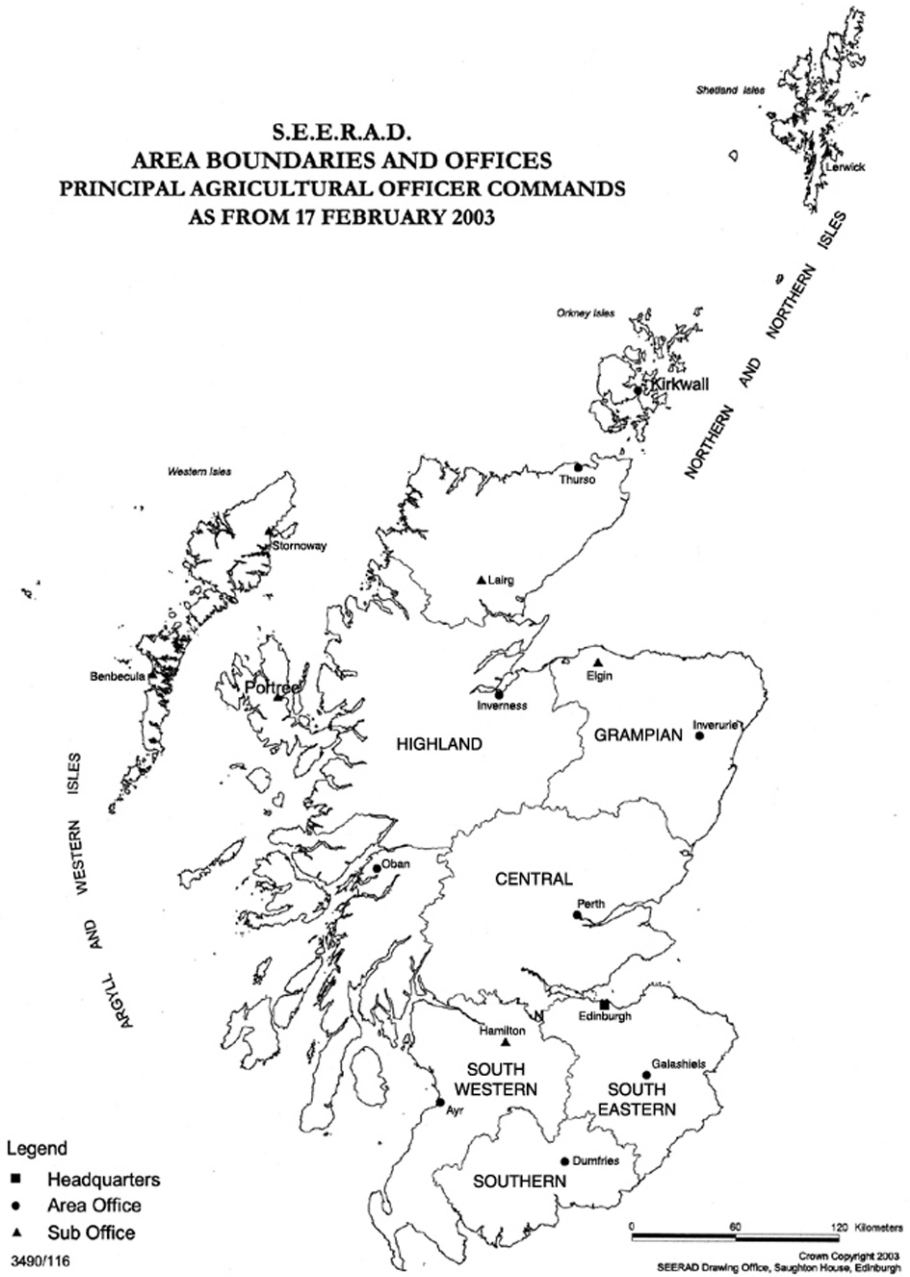 S.E.E.R.A.D.
AREA BOUNDARIES AND OFFICES
PRINCIPAL AGRICULTURAL OFFICER COMMANDS
AS FROM 17 FEBRUARY 2003
Shetland Isles
Lerwick
NORTHERN AND NORTHERN ISLES
Orkney Isles
Kirkwall
Thurso
Western Isles
Stornoway
Lairg
Benbecula
Portree
Elgin
Inverness
Inverurie
HIGHLAND
GRAMPIAN
ARGYLL AND WESTERN ISLES
Oban
CENTRAL
Perth
N
Edinburgh
Hamilton
SOUTH
WESTERN
Galashiels
SOUTH
EASTERN
Ayr
Dumfries
SOUTHERN
Legend
Headquarters
Area Office
Sub Office
3490/116
0 60 120 Kilometers
Crown Copyright 2003
SEERAD Drawing Office, Saughton House, Edinburgh